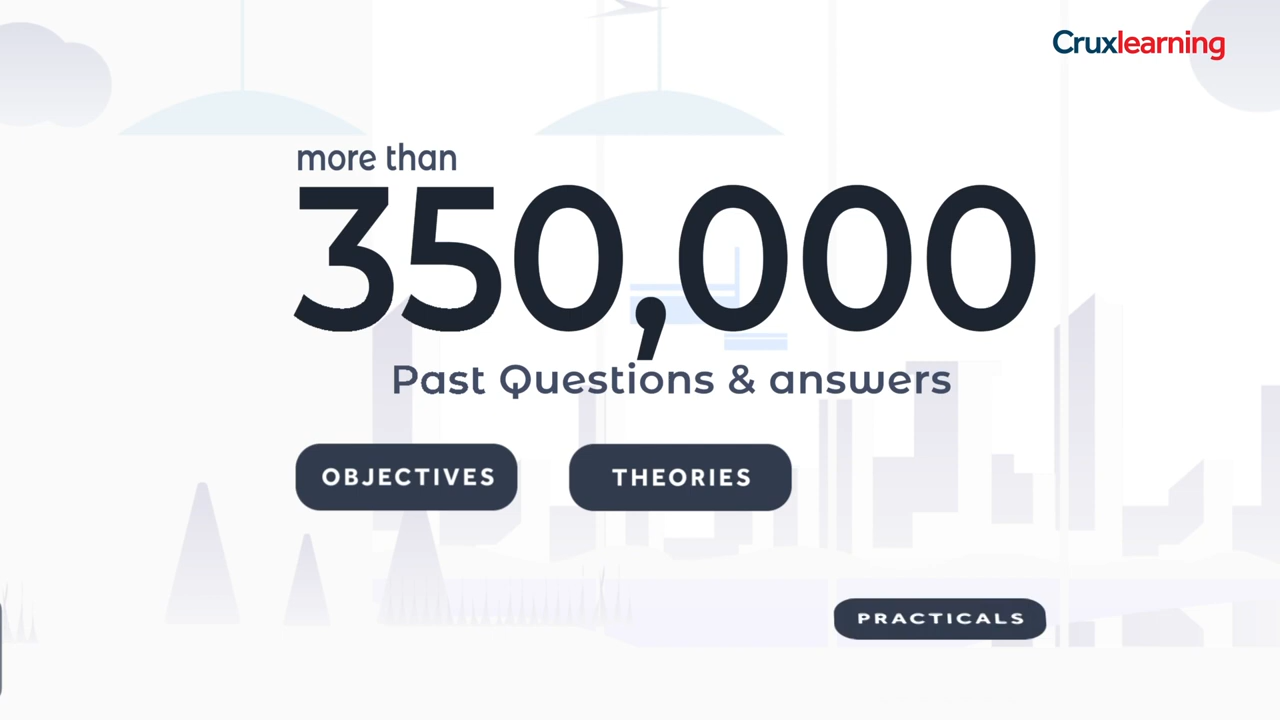 Cruxlearning
more than
350,000
Past Questions & answers
OBJECTIVES
THEORIES
PRACTICALS